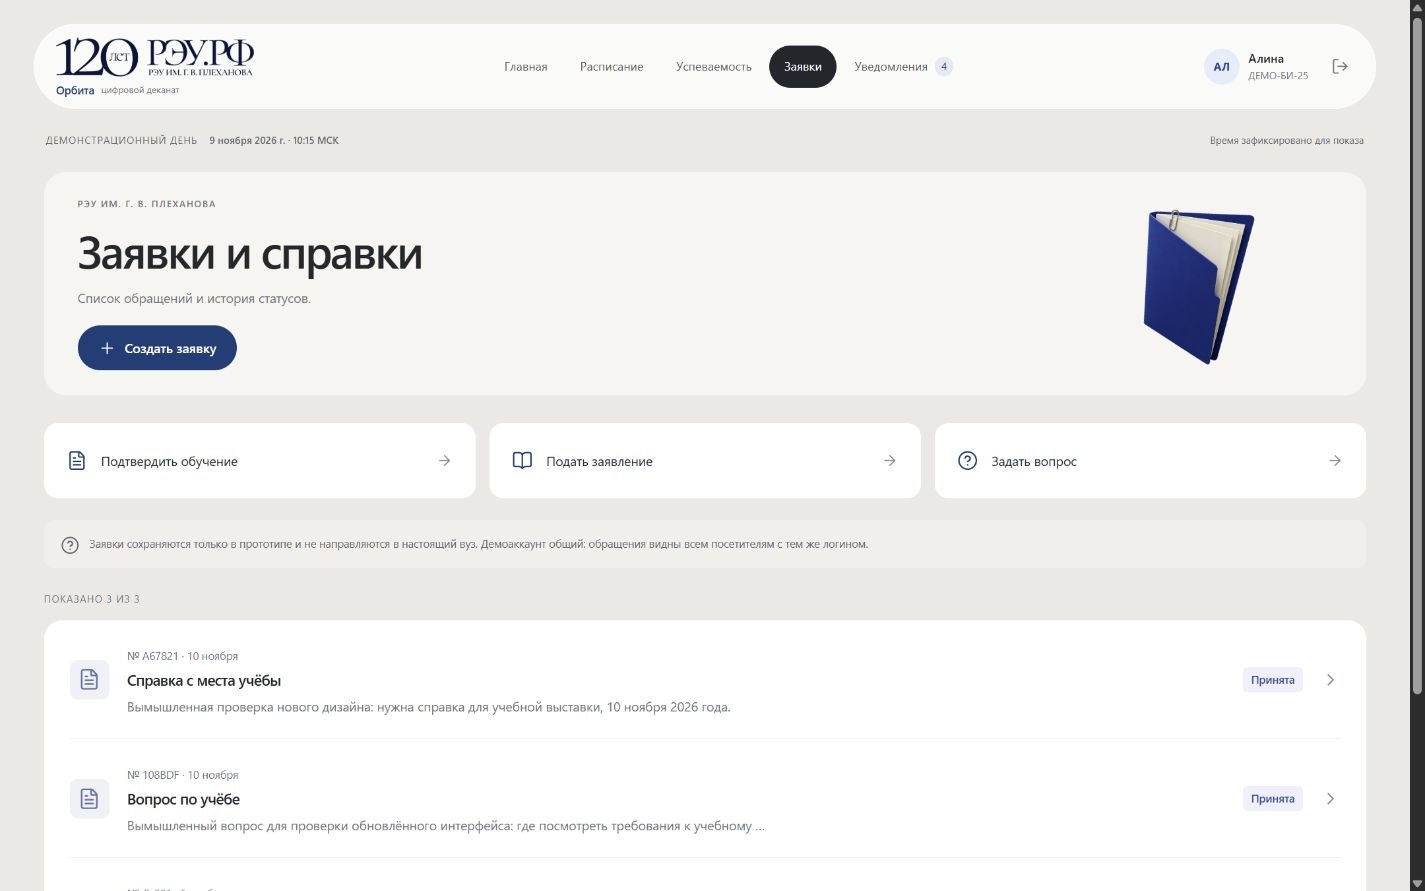 120 ЛЕТ РЭУ.РФ
РЭУ ИМ. Г. В. ПЛЕХАНОВА
Орбита цифровой деканат
Главная
Расписание
Успеваемость
Заявки
Уведомления 4
АЛ
Алина
ДЕМО-БИ-25
ДЕМОНСТРАЦИОННЫЙ ДЕНЬ 9 ноября 2026 г. · 10:15 МСК
Время зафиксировано для показа
РЭУ ИМ. Г. В. ПЛЕХАНОВА
Заявки и справки
Список обращений и история статусов.
+ Создать заявку
Подтвердить обучение
Подать заявление
Задать вопрос
Заявки сохраняются только в прототипе и не направляются в настоящий вуз. Демоаккаунт общий: обращения видны всем посетителям с тем же логином.
ПОКАЗАНО 3 ИЗ 3
№ A67821 · 10 ноября
Справка с места учёбы
Вымышленная проверка нового дизайна: нужна справка для учебной выставки, 10 ноября 2026 года.
Принята
№ 108BDF · 10 ноября
Вопрос по учёбе
Вымышленный вопрос для проверки обновлённого интерфейса: где посмотреть требования к учебному ...
Принята